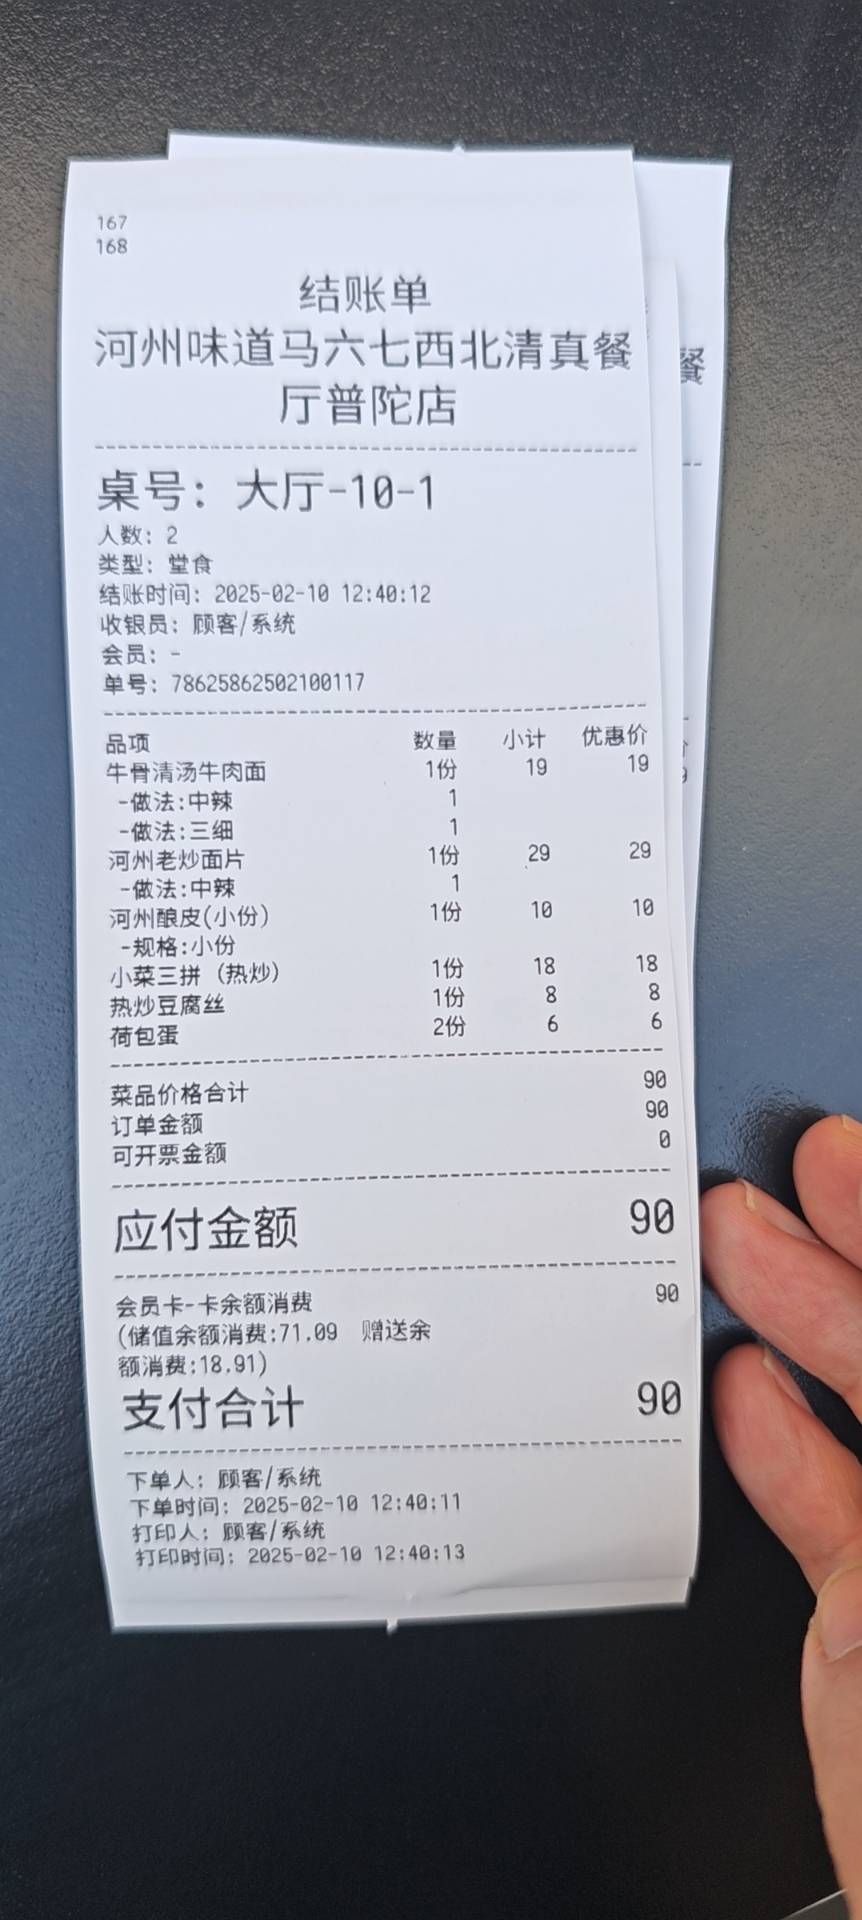 167
168
结账单
河州味道马六七西北清真餐
厅普陀店
桌号: 大厅-10-1
人数: 2
类型: 堂食
结账时间: 2025-02-10 12:40:12
收银员: 顾客/系统
会员: -
单号: 78625862502100117
品项 数量 小计 优惠价
牛骨清汤牛肉面 1份 19 19
-做法:中辣 1
-做法:三细 1
河州老炒面片 1份 29 29
-做法:中辣 1
河州酿皮(小份) 1份 10 10
-规格:小份
小菜三拼 (热炒) 1份 18 18
热炒豆腐丝 1份 8 8
荷包蛋 2份 6 6
菜品价格合计 90
订单金额 90
可开票金额 0
应付金额 90
会员卡-卡余额消费 90
(储值余额消费:71.09 赠送余
额消费:18.91)
支付合计 90
下单人: 顾客/系统
下单时间: 2025-02-10 12:40:11
打印人: 顾客/系统
打印时间: 2025-02-10 12:40:13
餐